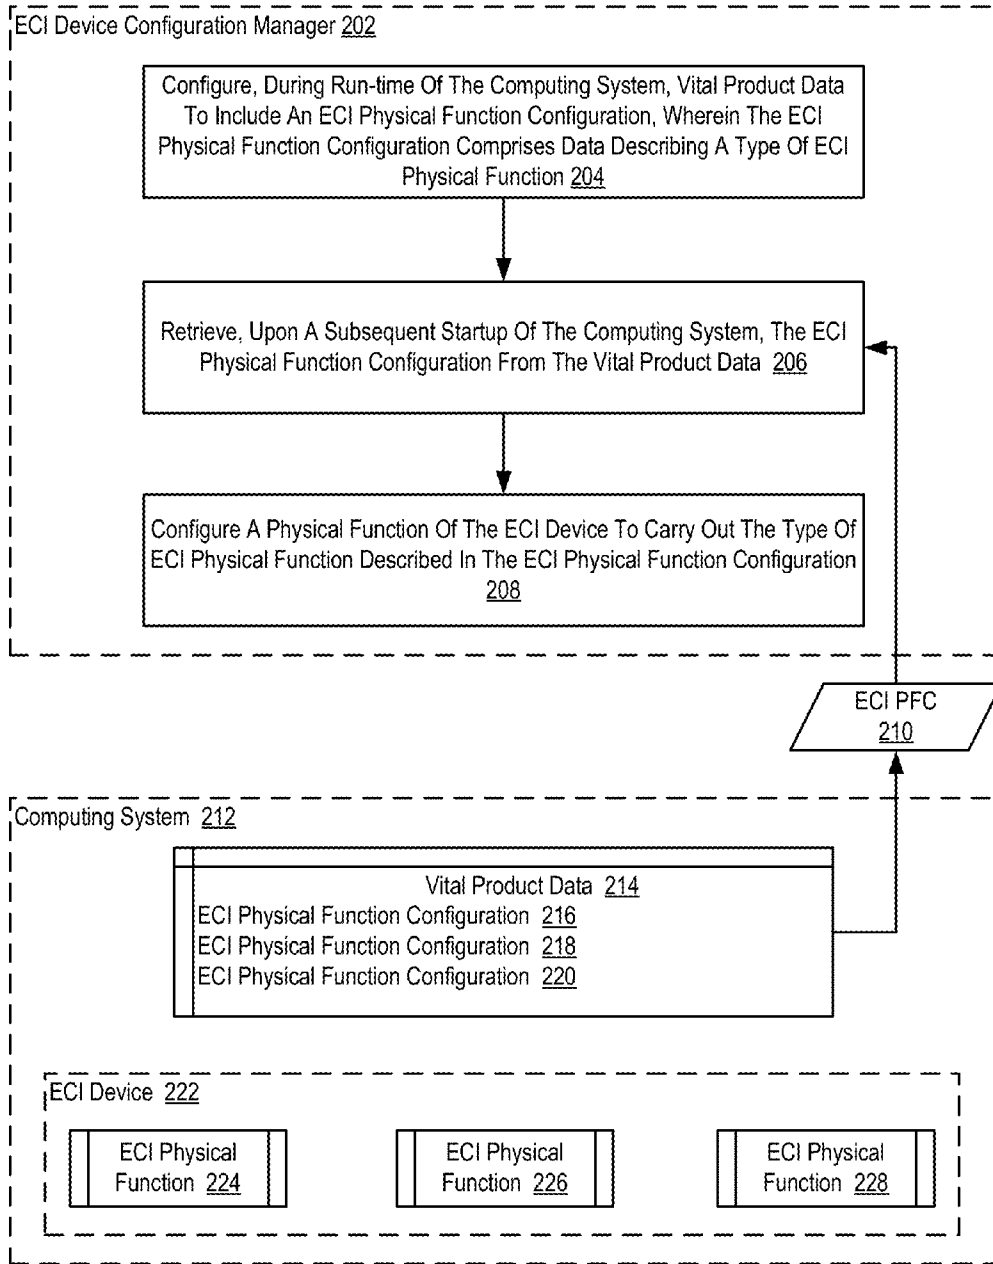 ECI Device Configuration Manager 202
Configure, During Run-time Of The Computing System, Vital Product Data
To Include An ECI Physical Function Configuration, Wherein The ECI
Physical Function Configuration Comprises Data Describing A Type Of ECI
Physical Function 204
Retrieve, Upon A Subsequent Startup Of The Computing System, The ECI
Physical Function Configuration From The Vital Product Data 206
Configure A Physical Function Of The ECI Device To Carry Out The Type Of
ECI Physical Function Described In The ECI Physical Function Configuration
208
ECI PFC
210
Computing System 212
Vital Product Data 214
ECI Physical Function Configuration 216
ECI Physical Function Configuration 218
ECI Physical Function Configuration 220
ECI Device 222
ECI Physical
Function 224
ECI Physical
Function 226
ECI Physical
Function 228